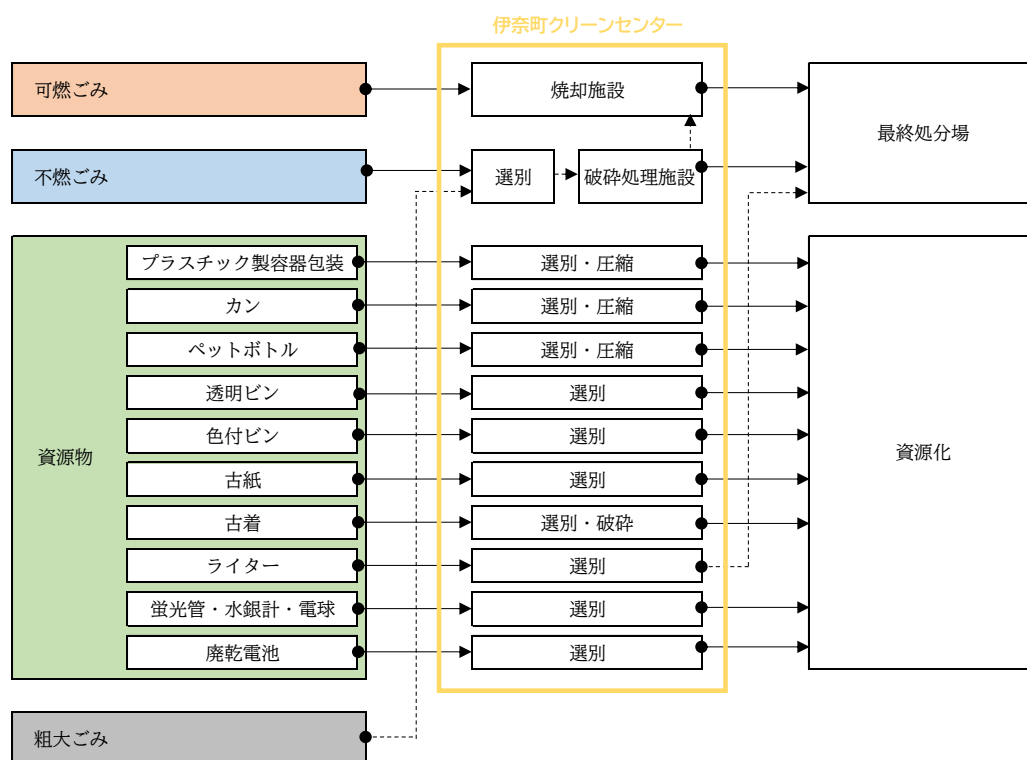 伊奈町クリーンセンター
可燃ごみ
焼却施設
最終処分場
不燃ごみ
選別
破砕処理施設
資源物
プラスチック製容器包装
選別・圧縮
カン
選別・圧縮
ペットボトル
選別・圧縮
透明ビン
選別
色付ビン
選別
古紙
選別
古着
選別・破砕
ライター
選別
蛍光管・水銀計・電球
選別
廃乾電池
選別
資源化
粗大ごみ